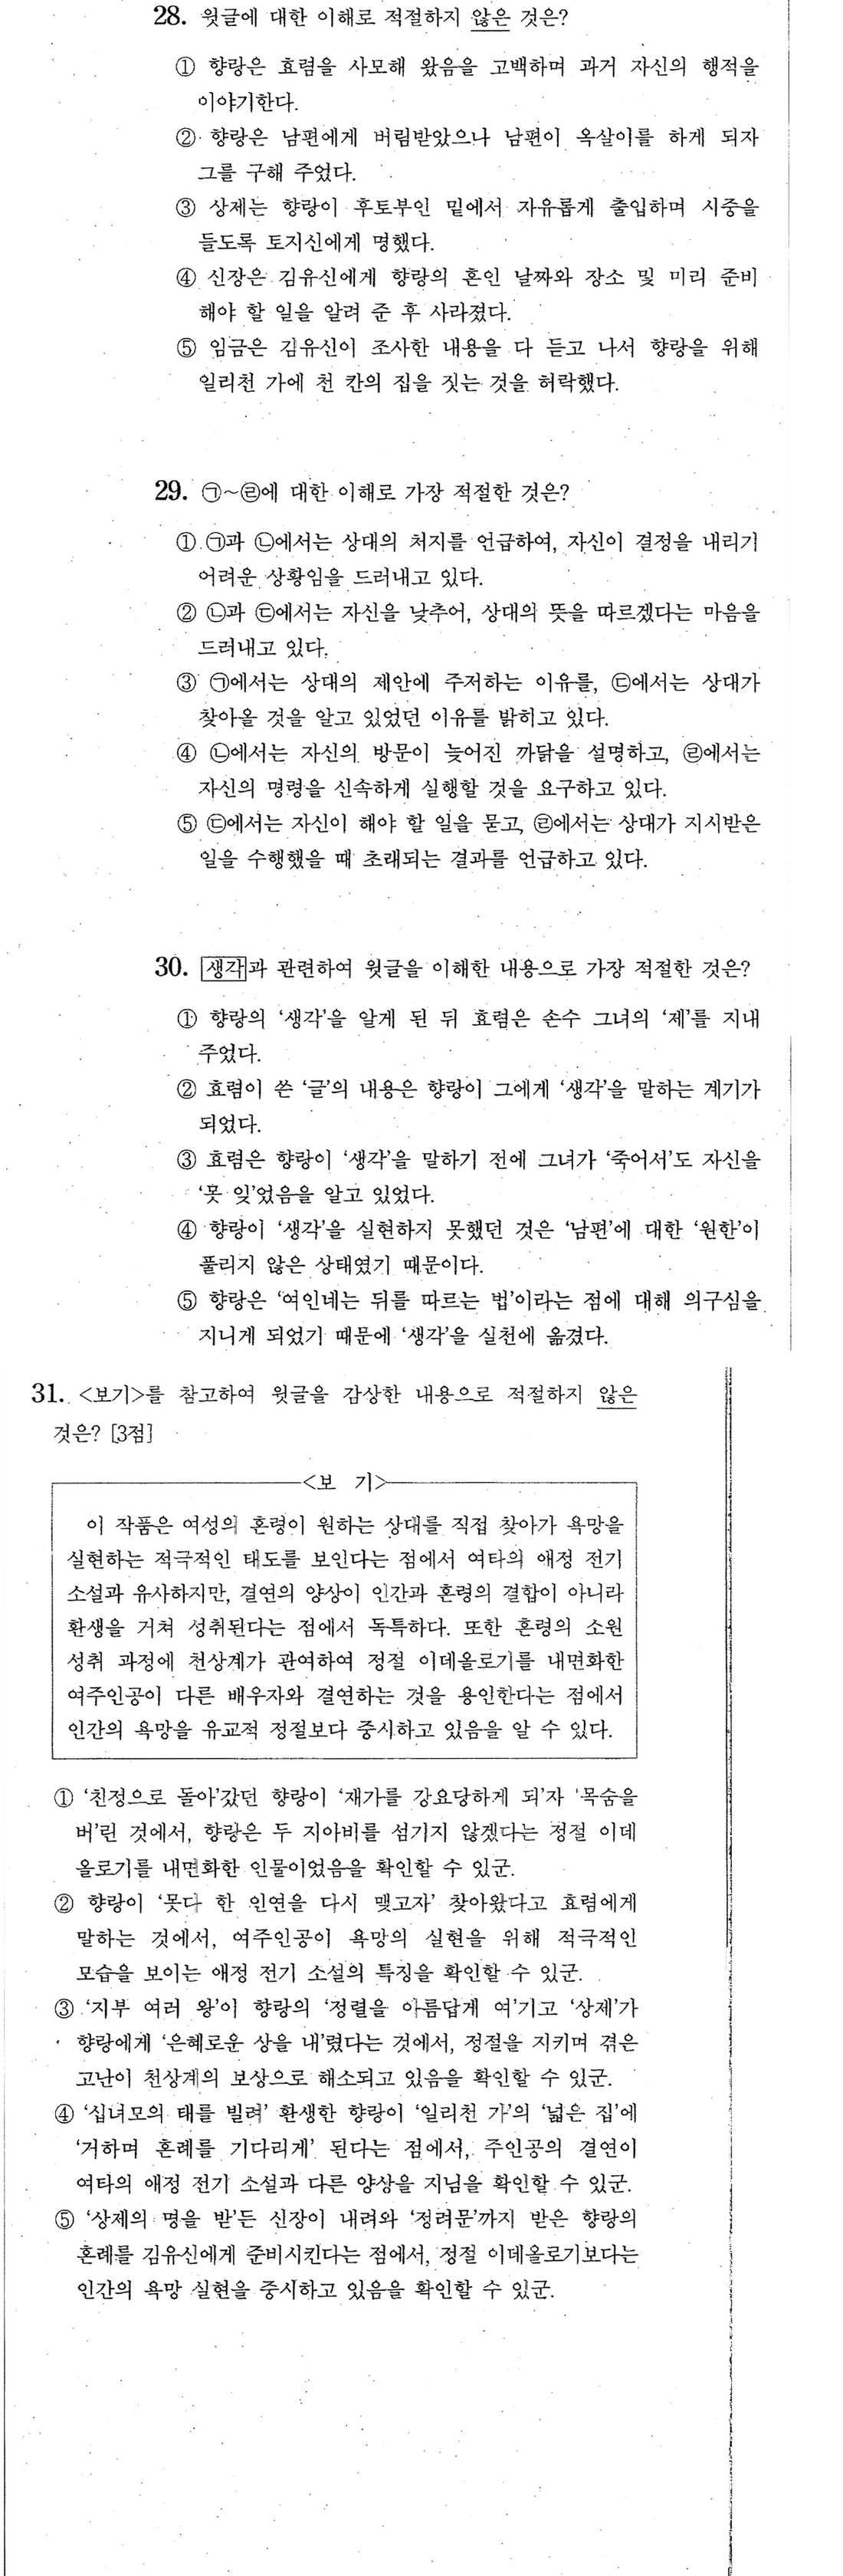 28. 윗글에 대한 이해로 적절하지 않은 것은?
① 향랑은 효렴을 사모해 왔음을 고백하며 과거 자신의 행적을
이야기한다.
② 향랑은 남편에게 버림받았으나 남편이 옥살이를 하게 되자
그를 구해 주었다.
③ 상제는 향랑이 후토부인 밑에서 자유롭게 출입하며 시중을
들도록 토지신에게 명했다.
④ 신장은 김유신에게 향랑의 혼인 날짜와 장소 및 미리 준비
해야 할 일을 알려 준 후 사라졌다.
⑤ 임금은 김유신이 조사한 내용을 다 듣고 나서 향랑을 위해
일리천 가에 천 칸의 집을 짓는 것을 허락했다.
29. ㉠~㉣에 대한 이해로 가장 적절한 것은?
① ㉠과 ㉡에서는 상대의 처지를 언급하여, 자신이 결정을 내리기
어려운 상황임을 드러내고 있다.
② ㉡과 ㉢에서는 자신을 낮추어, 상대의 뜻을 따르겠다는 마음을
드러내고 있다.
③ ㉠에서는 상대의 제안에 주저하는 이유를, ㉢에서는 상대가
찾아올 것을 알고 있었던 이유를 밝히고 있다.
④ ㉡에서는 자신의 방문이 늦어진 까닭을 설명하고, ㉣에서는
자신의 명령을 신속하게 실행할 것을 요구하고 있다.
⑤ ㉢에서는 자신이 해야 할 일을 묻고, ㉣에서는 상대가 지시받은
일을 수행했을 때 초래되는 결과를 언급하고 있다.
30. 생각과 관련하여 윗글을 이해한 내용으로 가장 적절한 것은?
① 향랑의 ‘생각’을 알게 된 뒤 효렴은 손수 그녀의 ‘제’를 지내
주었다.
② 효렴이 쓴 ‘글’의 내용은 향랑이 그에게 ‘생각’을 말하는 계기가
되었다.
③ 효렴은 향랑이 ‘생각’을 말하기 전에 그녀가 ‘죽어서’도 자신을
‘못 잊’었음을 알고 있었다.
④ 향랑이 ‘생각’을 실현하지 못했던 것은 ‘남편’에 대한 ‘원한’이
풀리지 않은 상태였기 때문이다.
⑤ 향랑은 ‘여인네는 뒤를 따르는 법’이라는 점에 대해 의구심을
지니게 되었기 때문에 ‘생각’을 실천에 옮겼다.
31. <보기>를 참고하여 윗글을 감상한 내용으로 적절하지 않은
것은? [3점]
<보 기>
이 작품은 여성의 혼령이 원하는 상대를 직접 찾아가 욕망을
실현하는 적극적인 태도를 보인다는 점에서 여타의 애정 전기
소설과 유사하지만, 결연의 양상이 인간과 혼령의 결합이 아니라
환생을 거쳐 성취된다는 점에서 독특하다. 또한 혼령의 소원
성취 과정에 천상계가 관여하여 정절 이데올로기를 내면화한
여주인공이 다른 배우자와 결연하는 것을 용인한다는 점에서
인간의 욕망을 유교적 정절보다 중시하고 있음을 알 수 있다.
① ‘친정으로 돌아’갔던 향랑이 ‘재가를 강요당하게 되’자 ‘목숨을
버’린 것에서, 향랑은 두 지아비를 섬기지 않겠다는 정절 이데
올로기를 내면화한 인물이었음을 확인할 수 있군.
② 향랑이 ‘못다 한 인연을 다시 맺고자’ 찾아왔다고 효렴에게
말하는 것에서, 여주인공이 욕망의 실현을 위해 적극적인
모습을 보이는 애정 전기 소설의 특징을 확인할 수 있군.
③ ‘지부 여러 왕’이 향랑의 ‘정렬을 아름답게 여’기고 ‘상제’가
향랑에게 ‘은혜로운 상을 내’렸다는 것에서, 정절을 지키며 겪은
고난이 천상계의 보상으로 해소되고 있음을 확인할 수 있군.
④ ‘십녀모의 태를 빌려’ 환생한 향랑이 ‘일리천 가’의 ‘넓은 집’에
‘거하며 혼례를 기다리게’ 된다는 점에서, 주인공의 결연이
여타의 애정 전기 소설과 다른 양상을 지님을 확인할 수 있군.
⑤ ‘상제의 명을 받’든 신장이 내려와 ‘정려문’까지 받은 향랑의
혼례를 김유신에게 준비시킨다는 점에서, 정절 이데올로기보다는
인간의 욕망 실현을 중시하고 있음을 확인할 수 있군.